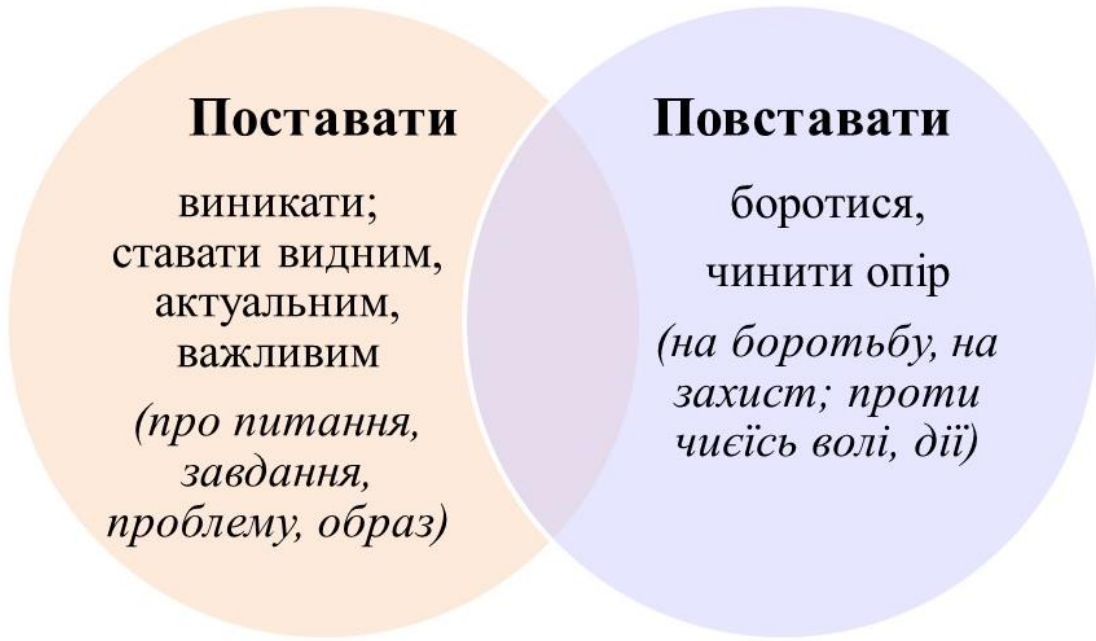 Поставати
виникати;
ставати видним,
актуальним,
важливим
(про питання,
завдання,
проблему, образ)
Повставати
боротися,
чинити опір
(на боротьбу, на
захист; проти
чиєїсь волі, дії)